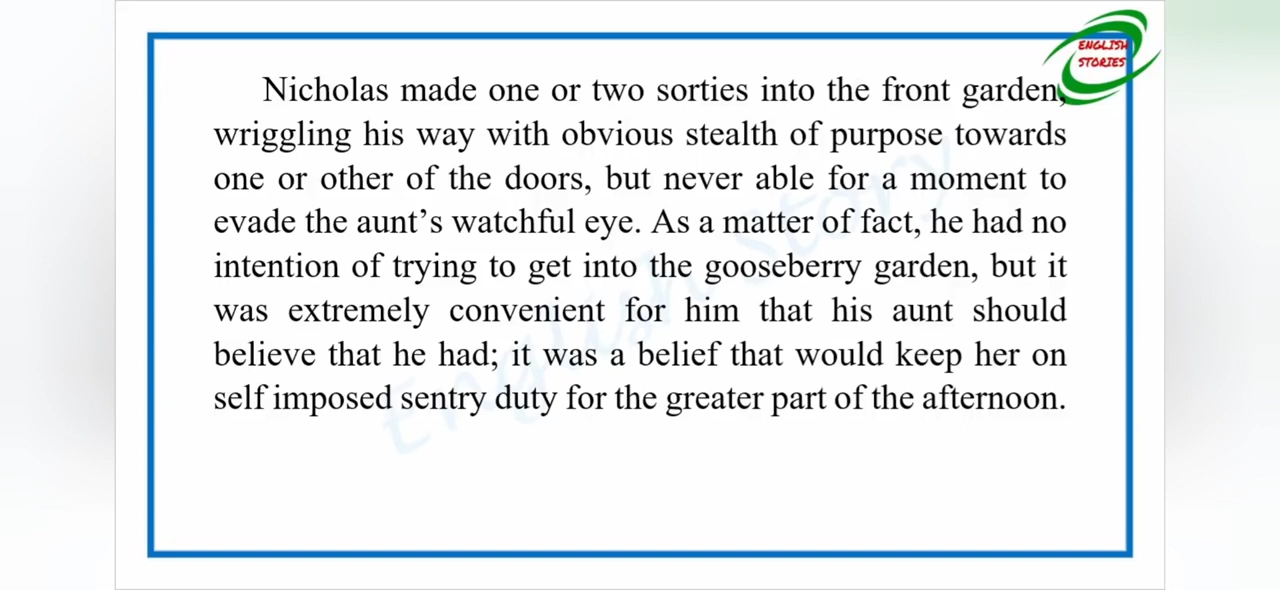 ENGLISH
STORIES
Nicholas made one or two sorties into the front garden,
wriggling his way with obvious stealth of purpose towards
one or other of the doors, but never able for a moment to
evade the aunt’s watchful eye. As a matter of fact, he had no
intention of trying to get into the gooseberry garden, but it
was extremely convenient for him that his aunt should
believe that he had; it was a belief that would keep her on
self imposed sentry duty for the greater part of the afternoon.
English Story